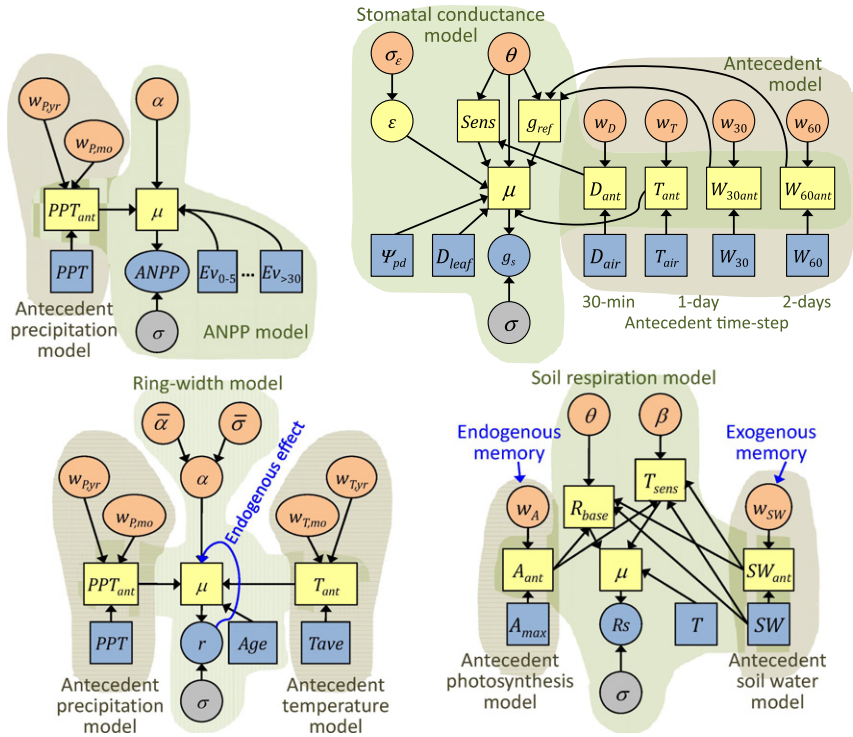 Stomatal conductance
model
σε
θ
Antecedent
model
wP,yr
α
wP,mo
ε
Sens
gref
wD
wT
w30
w60
PPTant
μ
μ
Dant
Tant
W30ant
W60ant
PPT
ANPP
Ev0-5
...
Ev>30
Ψpd
Dleaf
gs
Dair
Tair
W30
W60
30-min
1-day
2-days
Antecedent time-step
Antecedent
precipitation
model
σ
ANPP model
σ
Ring-width model
Soil respiration model
ᾱ
σ̄
θ
β
Endogenous
memory
Exogenous
memory
wP,yr
α
Endogenous effect
wT,yr
wP,mo
wT,mo
wA
Rbase
Tsens
wSW
PPTant
μ
Tant
Aant
μ
SWant
PPT
r
Age
Tave
Amax
Rs
T
SW
Antecedent
precipitation
model
σ
Antecedent
temperature
model
Antecedent
photosynthesis
model
σ
Antecedent
soil water
model